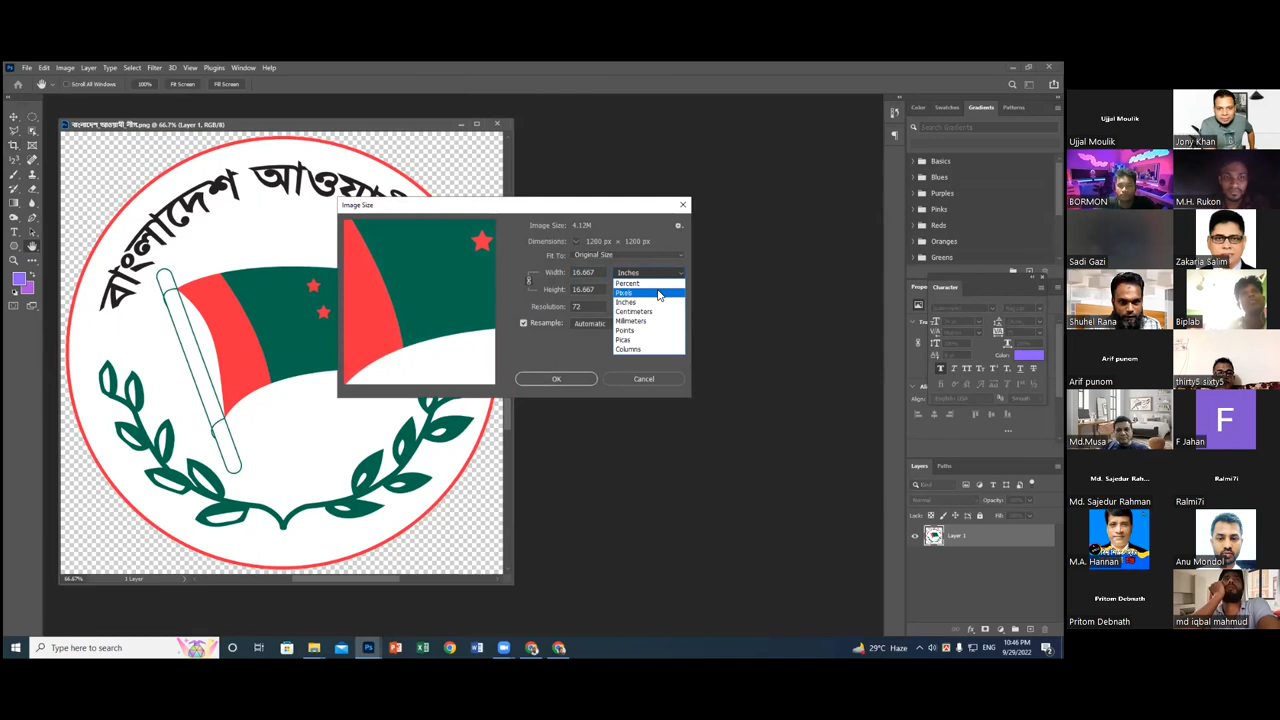 File Edit Image Layer Type Select Filter 3D View Plugins Window Help
Scroll All Windows 100% Fit Screen Fill Screen
বাংলাদেশ আওয়ামী লীগ.png @ 66.7% (Layer 1, RGB/8)
বাংলাদেশ
Image Size
Image Size: 4.12M
Dimensions: 1200 px × 1200 px
Fit To: Original Size
Width: 16.667 Inches
Height: 16.667
Resolution: 72
Resample: Automatic
Percent
Pixels
Inches
Centimeters
Millimeters
Points
Picas
Columns
OK Cancel
66.67% 1 Layer
Color Swatches Gradients Patterns
Search Gradients
Basics
Blues
Purples
Pinks
Reds
Greens
Oranges
Character
Color:
English: USA
Smooth
Align:
Layers Paths
Kind
Normal Opacity:
Lock: Fill:
Layer 1
Type here to search
29°C Haze
ENG
10:46 PM
9/29/2022
2
Ujjal Moulik
Ujjal Moulik
Jony Khan
BORMON
M.H. Rukon
Sadi Gazi
Zakaria Salim
Shuhel Rana
Biplab
Arif punom
Arif punom
thirty5 sixty5
Md.Musa
F
F Jahan
Md. Sajedur Rah...
Md. Sajedur Rahman
Ralmi7i
Ralmi7i
M.A. Hannan
Anu Mondol
Pritom Debnath
Pritom Debnath
md iqbal mahmud